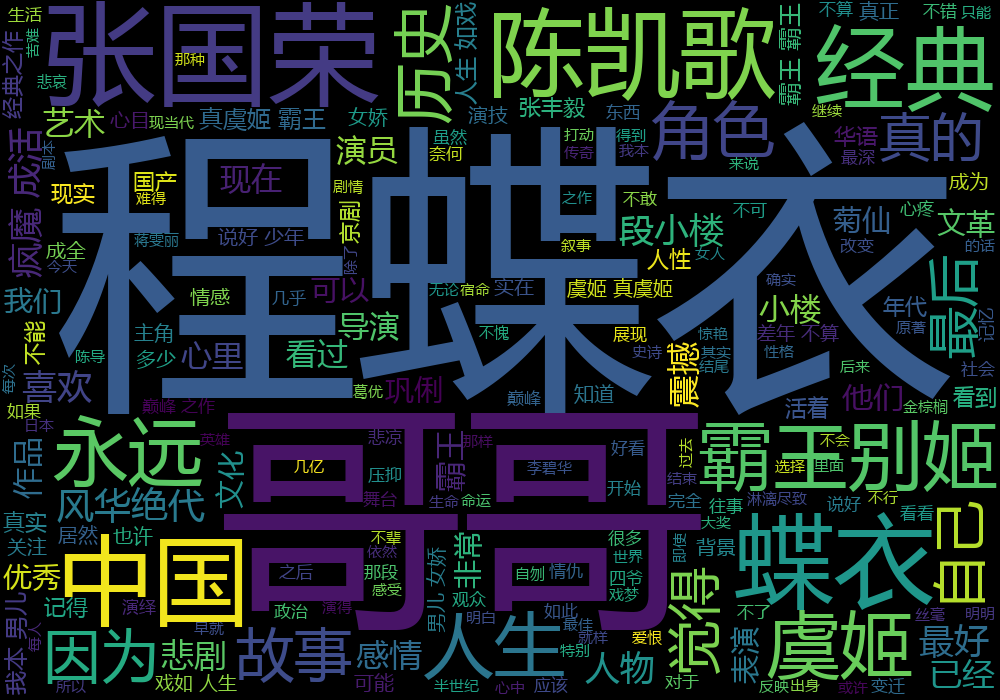 生活
苦难
经典之作
悲哀
张国荣
那种
历史
人生 如戏
陈凯歌
霸王 霸王
不算
真正
不错
只能
经典
继续
艺术
心目
现当代
真虞姬 霸王
女娇
演员
虽然
奈何
演技
张丰毅
打动
传奇
东西
得到
我本
角色
来说
华语
最深
真的
疯魔 成活
剧本
现实
国产
难得
现在
剧情
京剧
程蝶衣
之作
不敢
段小楼
不可
菊仙
改变
心疼
成为
文革
的话
成全
今天
蒋雯丽
说好 少年
除了
叙事
人性
女人
我们
情感
几乎
可以
无论
宿命
实在
虞姬 真虞姬
确实
小楼
年代
原著
最后
忘记
不能
陈导
主角
多少
心里
导演
看过
不愧
展现
史诗
震撼
惊艳
其实
结尾
差年 不算
性格
后来
社会
每次
喜欢
如果
日本
巅峰 之作
葛优
巩俐
巅峰
知道
活着
他们
金棕榈
看到
永远
英雄
哥哥
悲凉
霸王
那样
好看
过去
霸王别姬
不会
选择
里面
作品
风华绝代
文化
几亿
压抑
李碧华
结束
舞台
生命
命运
开始
完全
往事
淋漓尽致
说好
不行
真实
关注
居然
也许
不辈
依然
感受
非常
很多
世界
即使
大奖
背景
看看
自己
优秀
中国
之后
那段
自刎
情仇
四爷
戏梦
觉得
蝶衣
记得
演绎
政治
演得
观众
男儿 女娇
明白
如此
最佳
就样
特别
爱恨
不了
丝毫
明明
我本 男儿
每人
因为
早就
悲剧
故事
感情
人生
人物
表演
虞姬
最好
已经
所以
戏如 人生
可能
半世纪
心中
应该
对于
反映
出身
或许
变迁